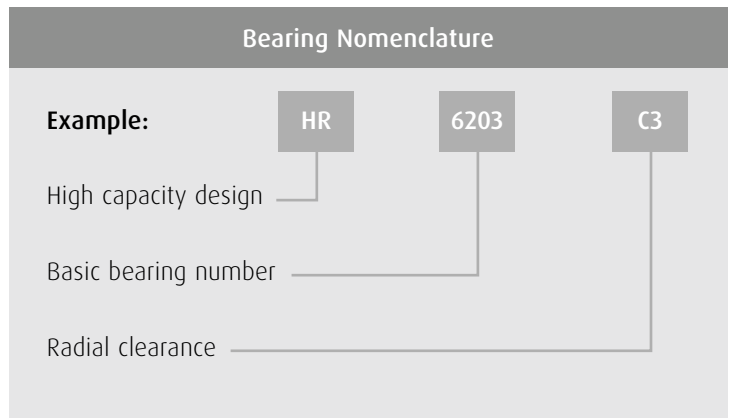 Bearing Nomenclature
Example: HR 6203 C3
High capacity design
Basic bearing number
Radial clearance